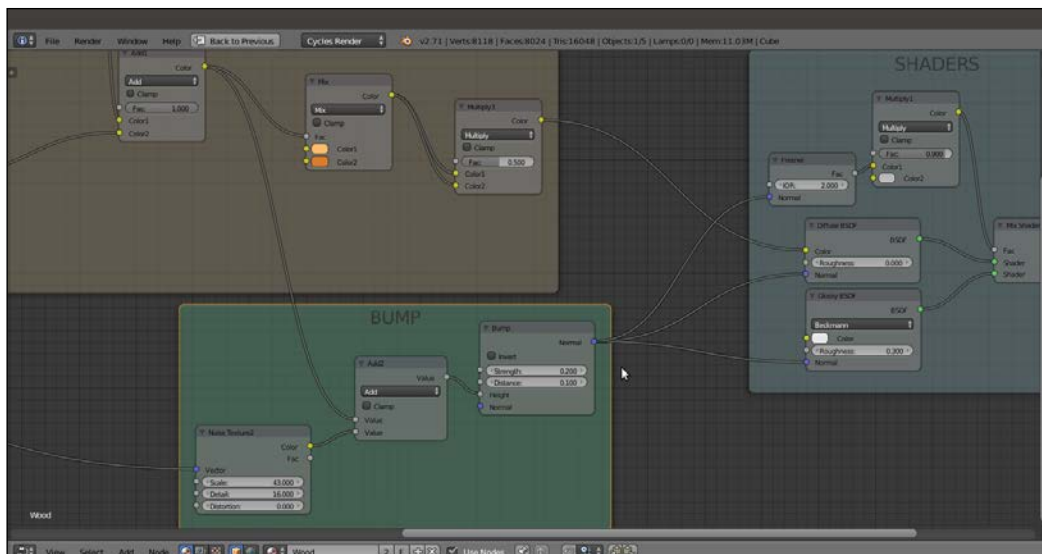 File Render Window Help Back to Previous Cycles Render v2.71 | Verts:8118 | Faces:8024 | Tris:16048 | Objects:1/5 | Lamps:0/0 | Mem:11.03M | Cube
Add1
Color
Add
Clamp
Fac: 1.000
Color1
Color2
Mix
Color
Mix
Clamp
Fac
Color1
Color2
Multiply3
Color
Multiply
Clamp
Fac: 0.500
Color1
Color2
SHADERS
Multiply1
Color
Multiply
Clamp
Fac: 0.900
Color1
Color2
Fresnel
Fac
IOR: 2.000
Normal
Diffuse BSDF
BSDF
Color
Roughness: 0.000
Normal
Mix Shader
Fac
Shader
Shader
Glossy BSDF
BSDF
Beckmann
Color
Roughness: 0.300
Normal
BUMP
Bump
Normal
Invert
Strength: 0.200
Distance: 0.100
Height
Normal
Add2
Value
Add
Clamp
Value
Value
Noise Texture2
Color
Fac
Vector
Scale: 43.000
Detail: 16.000
Distortion: 0.000
Wood
View Select Add Node Wood 2 F Use Nodes